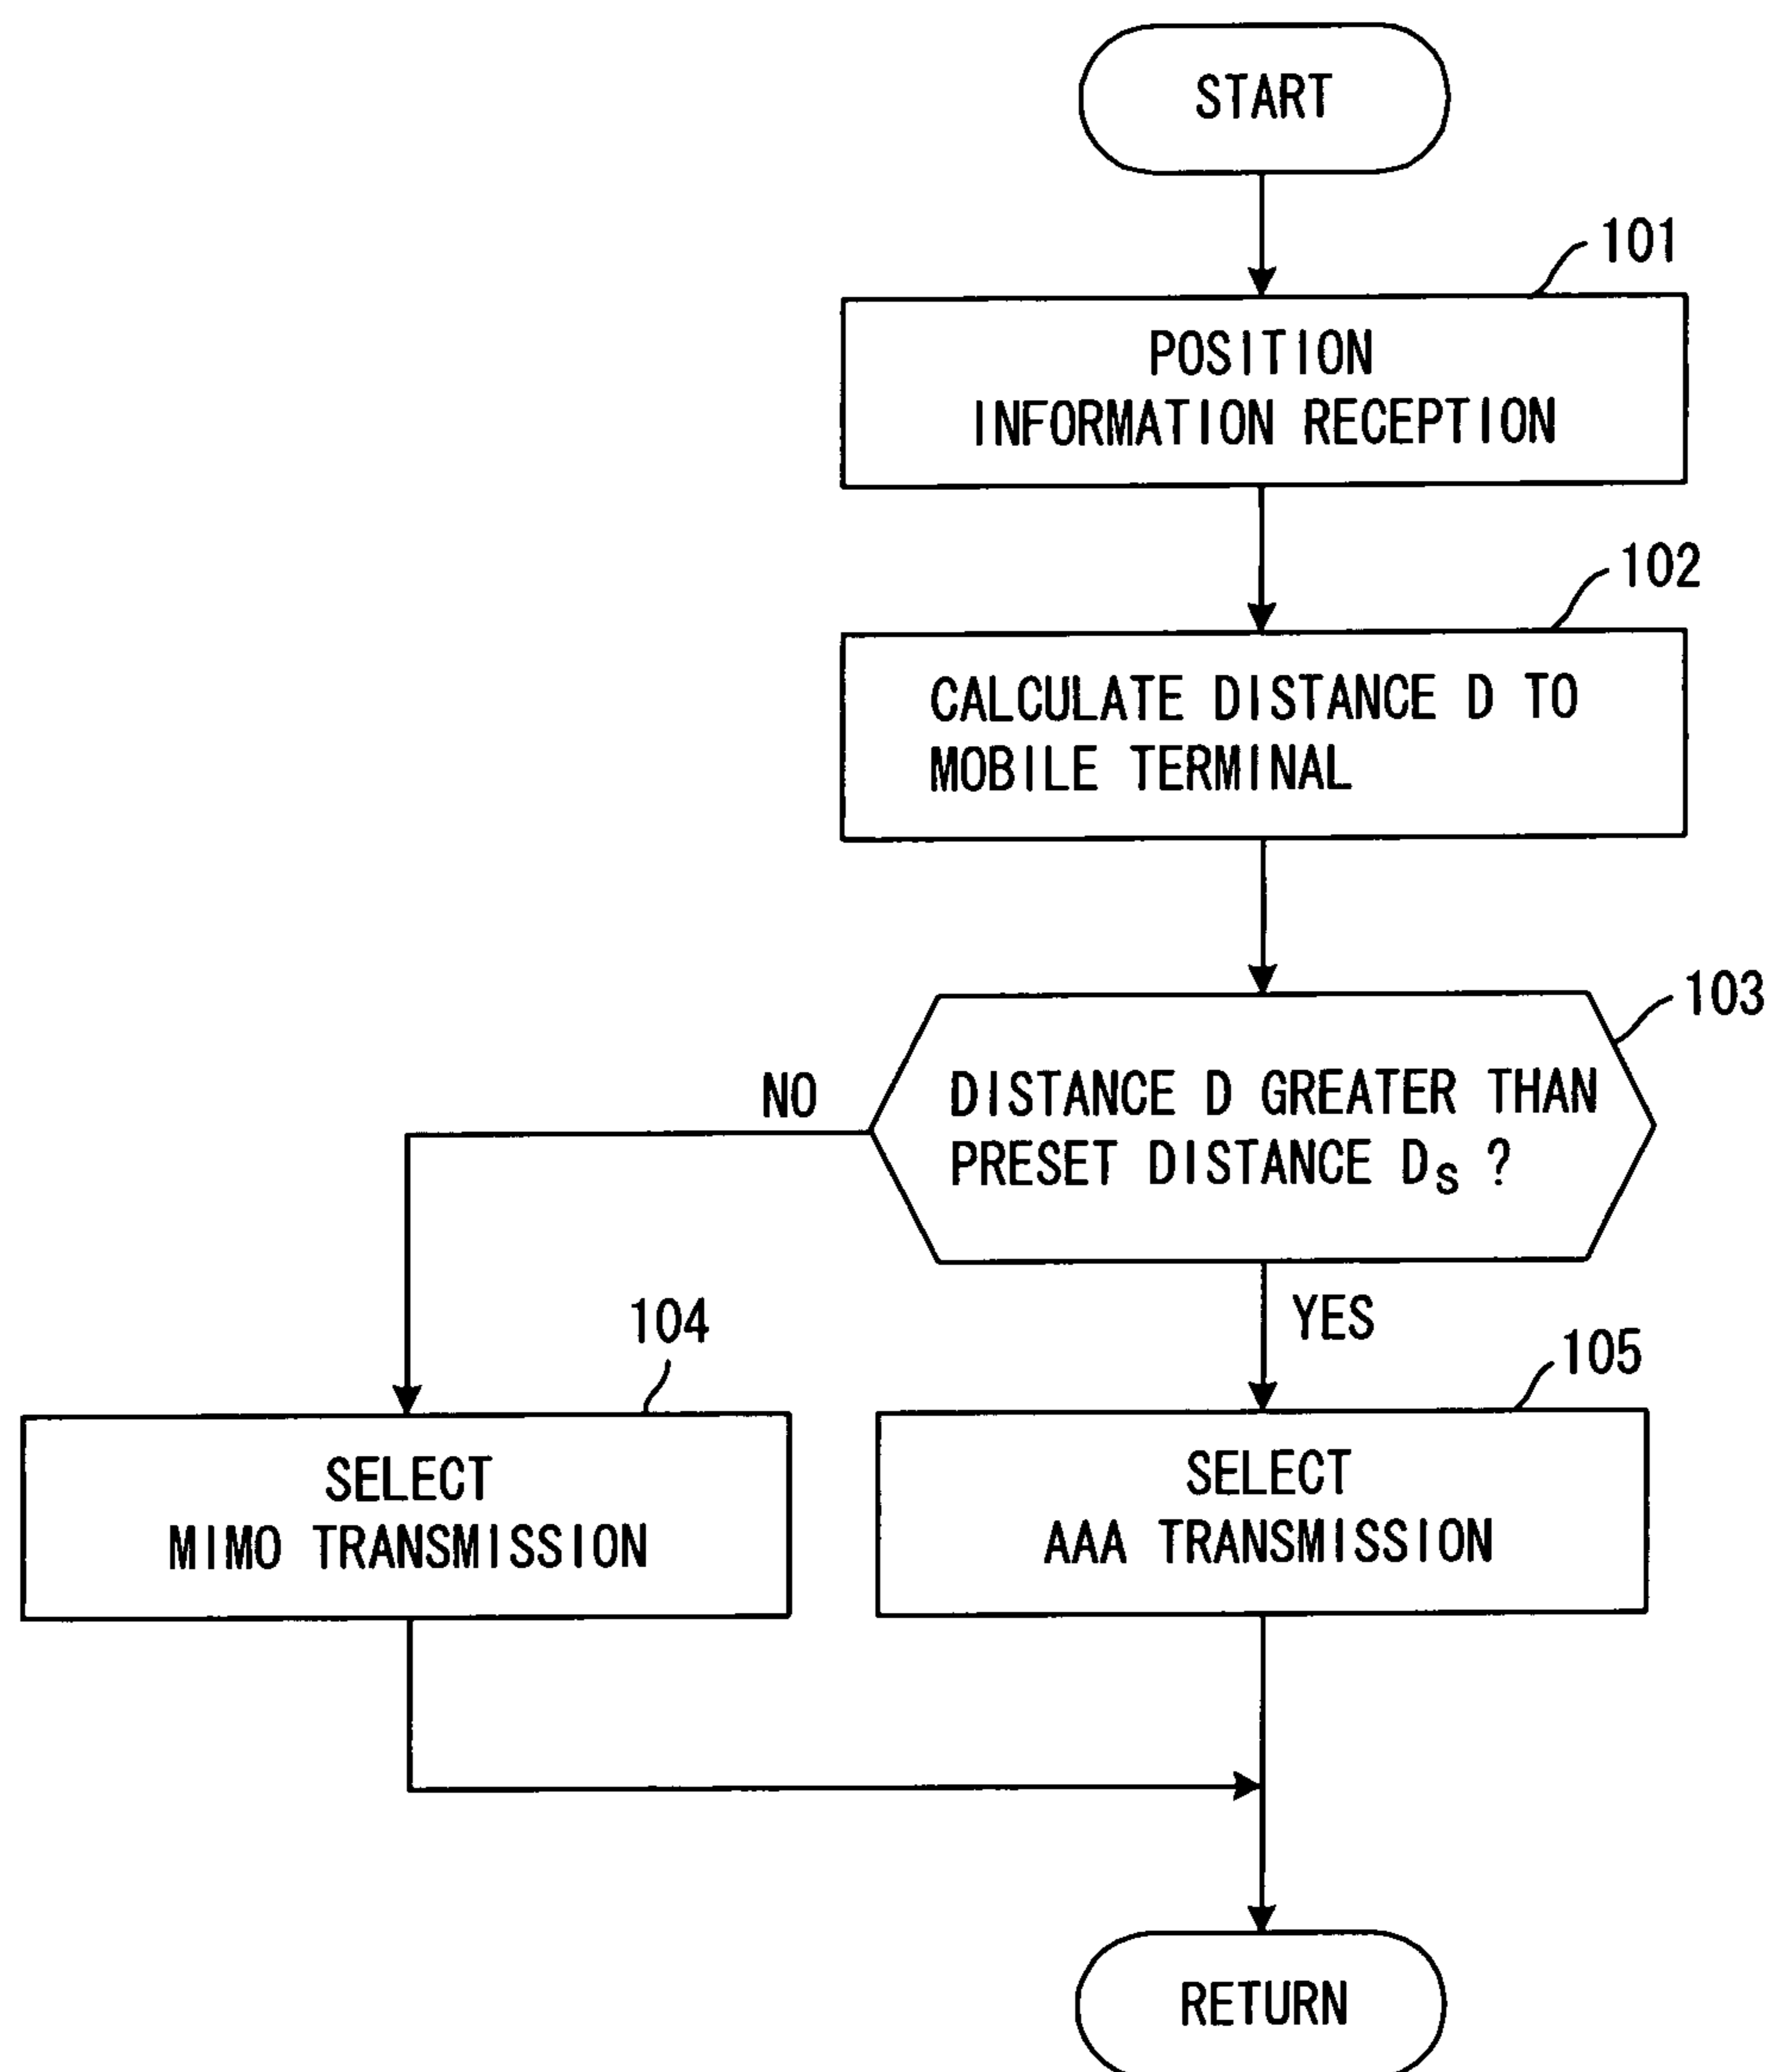 START
101
POSITION
INFORMATION RECEPTION
102
CALCULATE DISTANCE D TO
MOBILE TERMINAL
103
DISTANCE D GREATER THAN
PRESET DISTANCE Ds ?
NO
YES
104
SELECT
MIMO TRANSMISSION
105
SELECT
AAA TRANSMISSION
RETURN